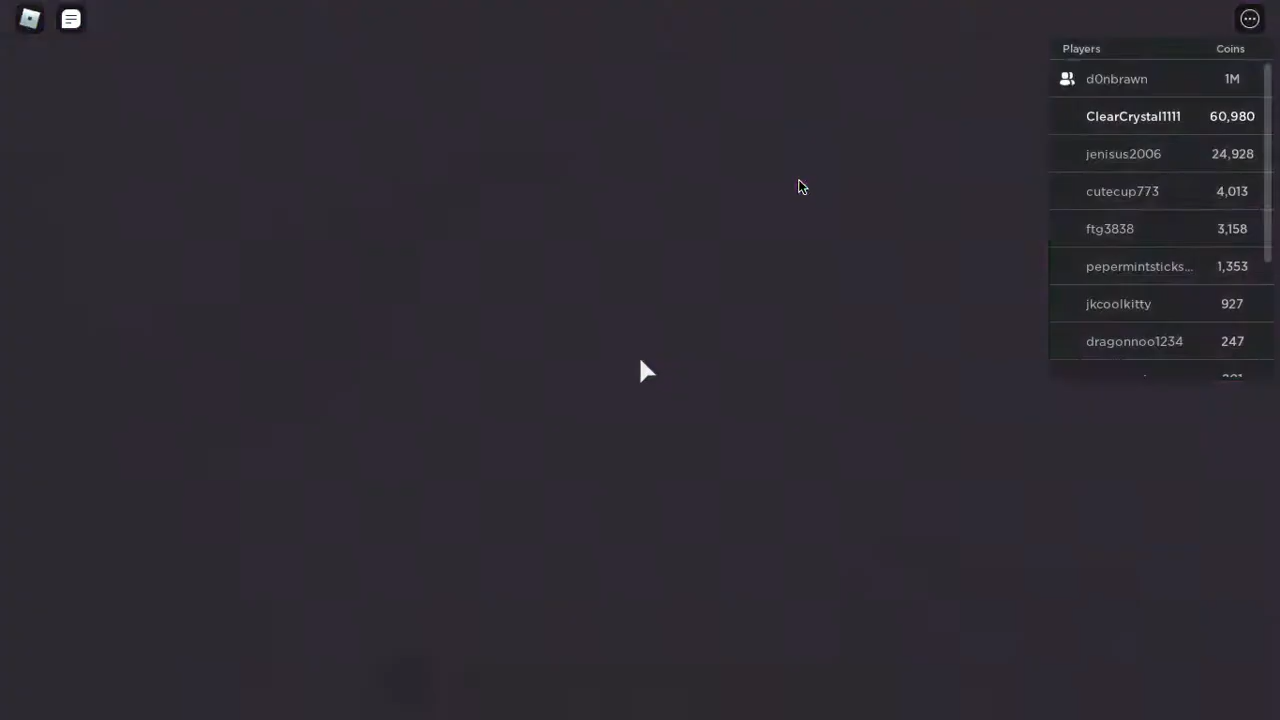 Players Coins
d0nbrawn 1M
ClearCrystal1111 60,980
jenisus2006 24,928
cutecup773 4,013
ftg3838 3,158
pepermintsticks... 1,353
jkcoolkitty 927
dragonnoo1234 247